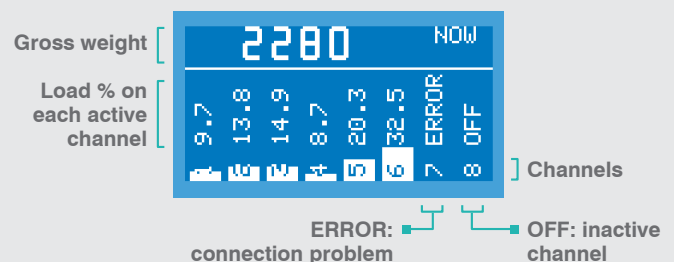 Gross weight
2280 NOW
Load % on
each active
channel
9.7 13.8 14.9 8.7 20.3 32.5 ERROR OFF
1 2 3 4 5 6 7 8
Channels
ERROR:
connection problem
OFF: inactive
channel